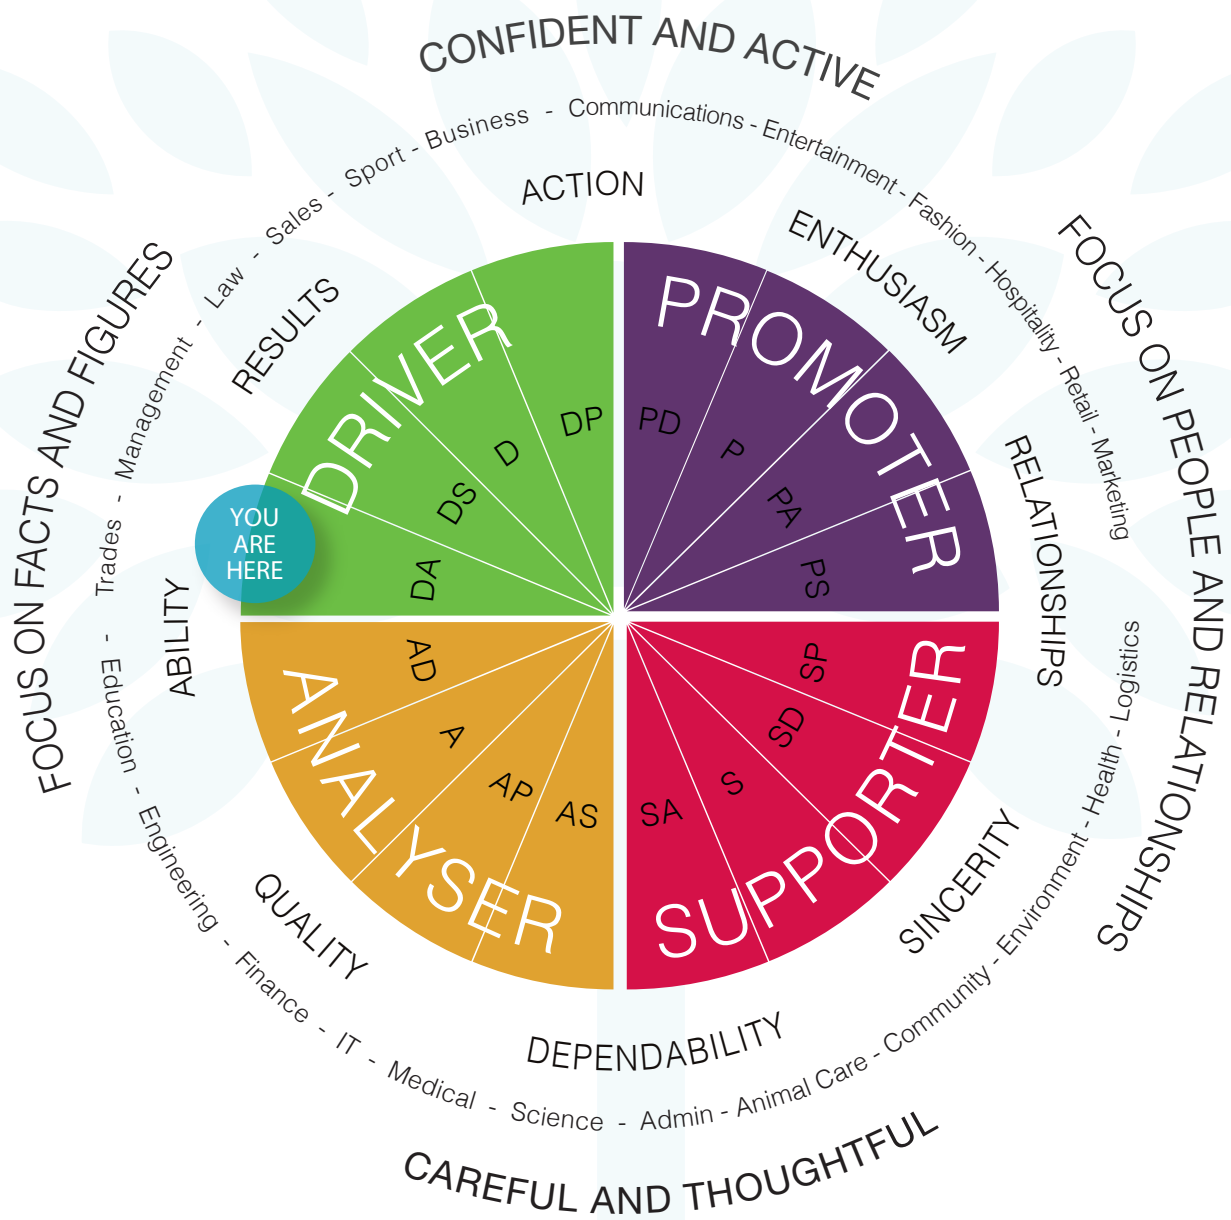 CONFIDENT AND ACTIVE
FOCUS ON PEOPLE AND RELATIONSHIPS
CAREFUL AND THOUGHTFUL
FOCUS ON FACTS AND FIGURES
Trades - Management - Law - Sales - Sport - Business - Communications - Entertainment - Fashion - Hospitality - Retail - Marketing
Logistics - Health - Environment - Community - Animal Care - Admin - Science - Medical - IT - Finance - Engineering - Education -
ACTION
ENTHUSIASM
RELATIONSHIPS
SINCERITY
DEPENDABILITY
QUALITY
ABILITY
RESULTS
DRIVER
DA
DS
D
DP
PROMOTER
PD
P
PA
PS
SUPPORTER
SP
SD
S
SA
ANALYSER
AS
AP
A
AD
YOU
ARE
HERE